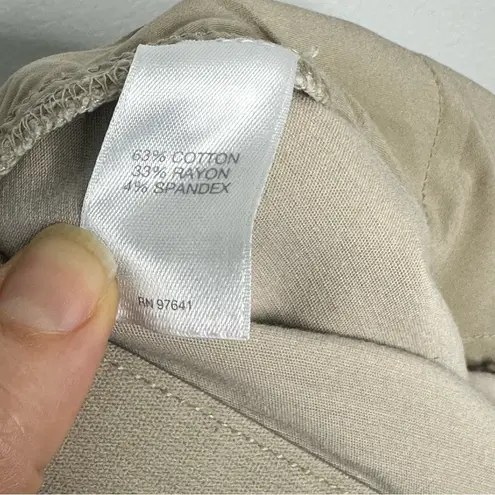 63% COTTON
33% RAYON
4% SPANDEX
RN 97641